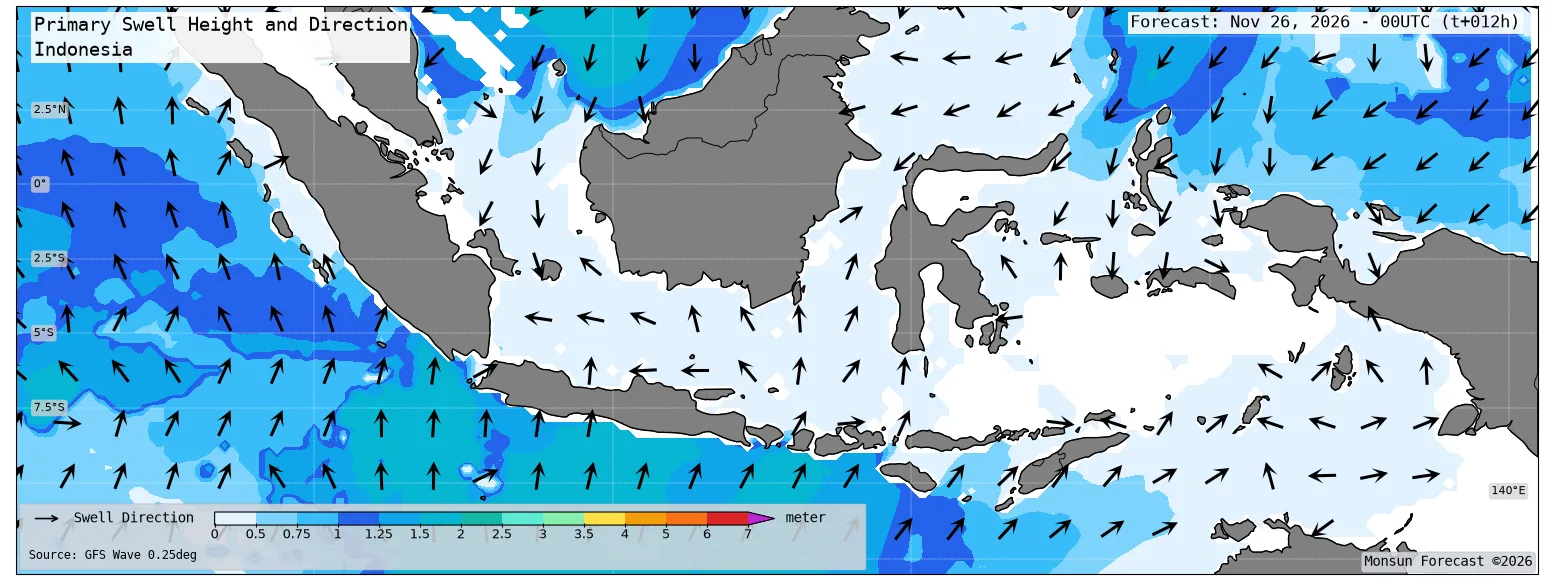 Primary Swell Height and Direction
Indonesia
Forecast: Nov 26, 2026 - 00UTC (t+012h)
2.5°N
0°
2.5°S
5°S
7.5°S
140°E
Swell Direction
0 0.5 0.75 1 1.25 1.5 2 2.5 3 3.5 4 5 6 7
meter
Source: GFS Wave 0.25deg
Monsun Forecast ©2026